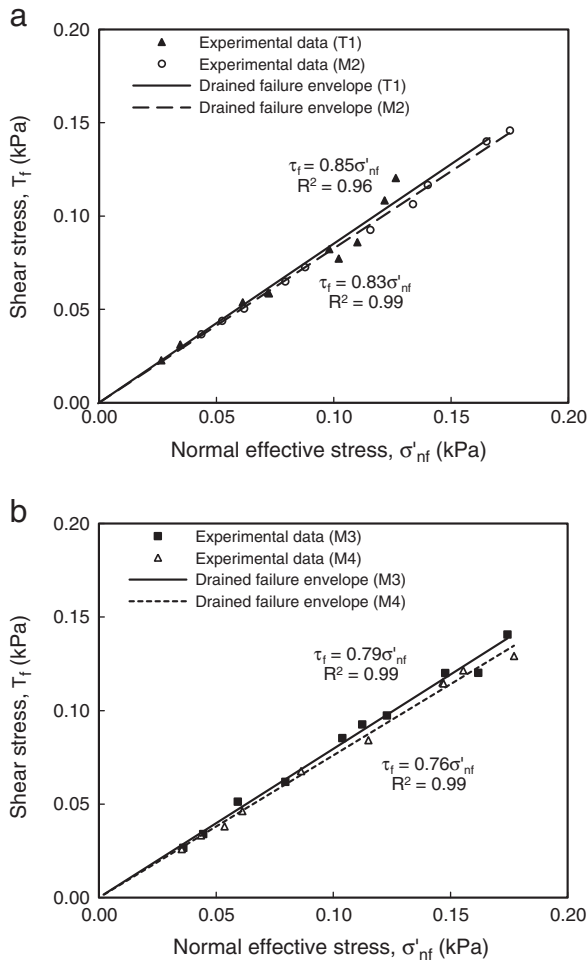 a
0.20
0.15
0.10
0.05
0.00
0.00 0.05 0.10 0.15 0.20
Shear stress, Τf (kPa)
Normal effective stress, σ'nf (kPa)
Experimental data (T1)
Experimental data (M2)
Drained failure envelope (T1)
Drained failure envelope (M2)
τf = 0.85σ'nf
R² = 0.96
τf = 0.83σ'nf
R² = 0.99
b
0.20
0.15
0.10
0.05
0.00
0.00 0.05 0.10 0.15 0.20
Shear stress, Τf (kPa)
Normal effective stress, σ'nf (kPa)
Experimental data (M3)
Experimental data (M4)
Drained failure envelope (M3)
Drained failure envelope (M4)
τf = 0.79σ'nf
R² = 0.99
τf = 0.76σ'nf
R² = 0.99